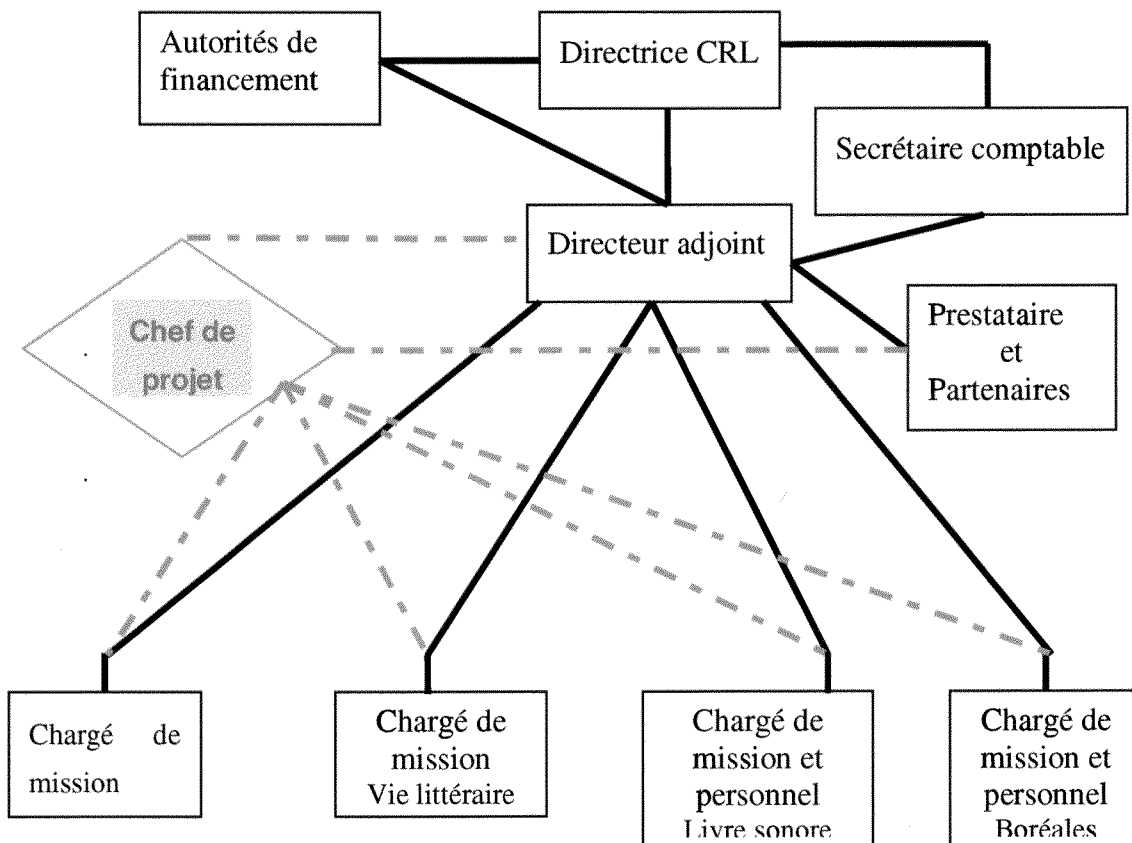 Autorités de
financement
Directrice CRL
Secrétaire comptable
Directeur adjoint
Chef de
projet
Prestataire
et
Partenaires
Chargé de
mission
Chargé de
mission
Vie littéraire
Chargé de
mission et
personnel
Livre sonore
Chargé de
mission et
personnel
Boréales